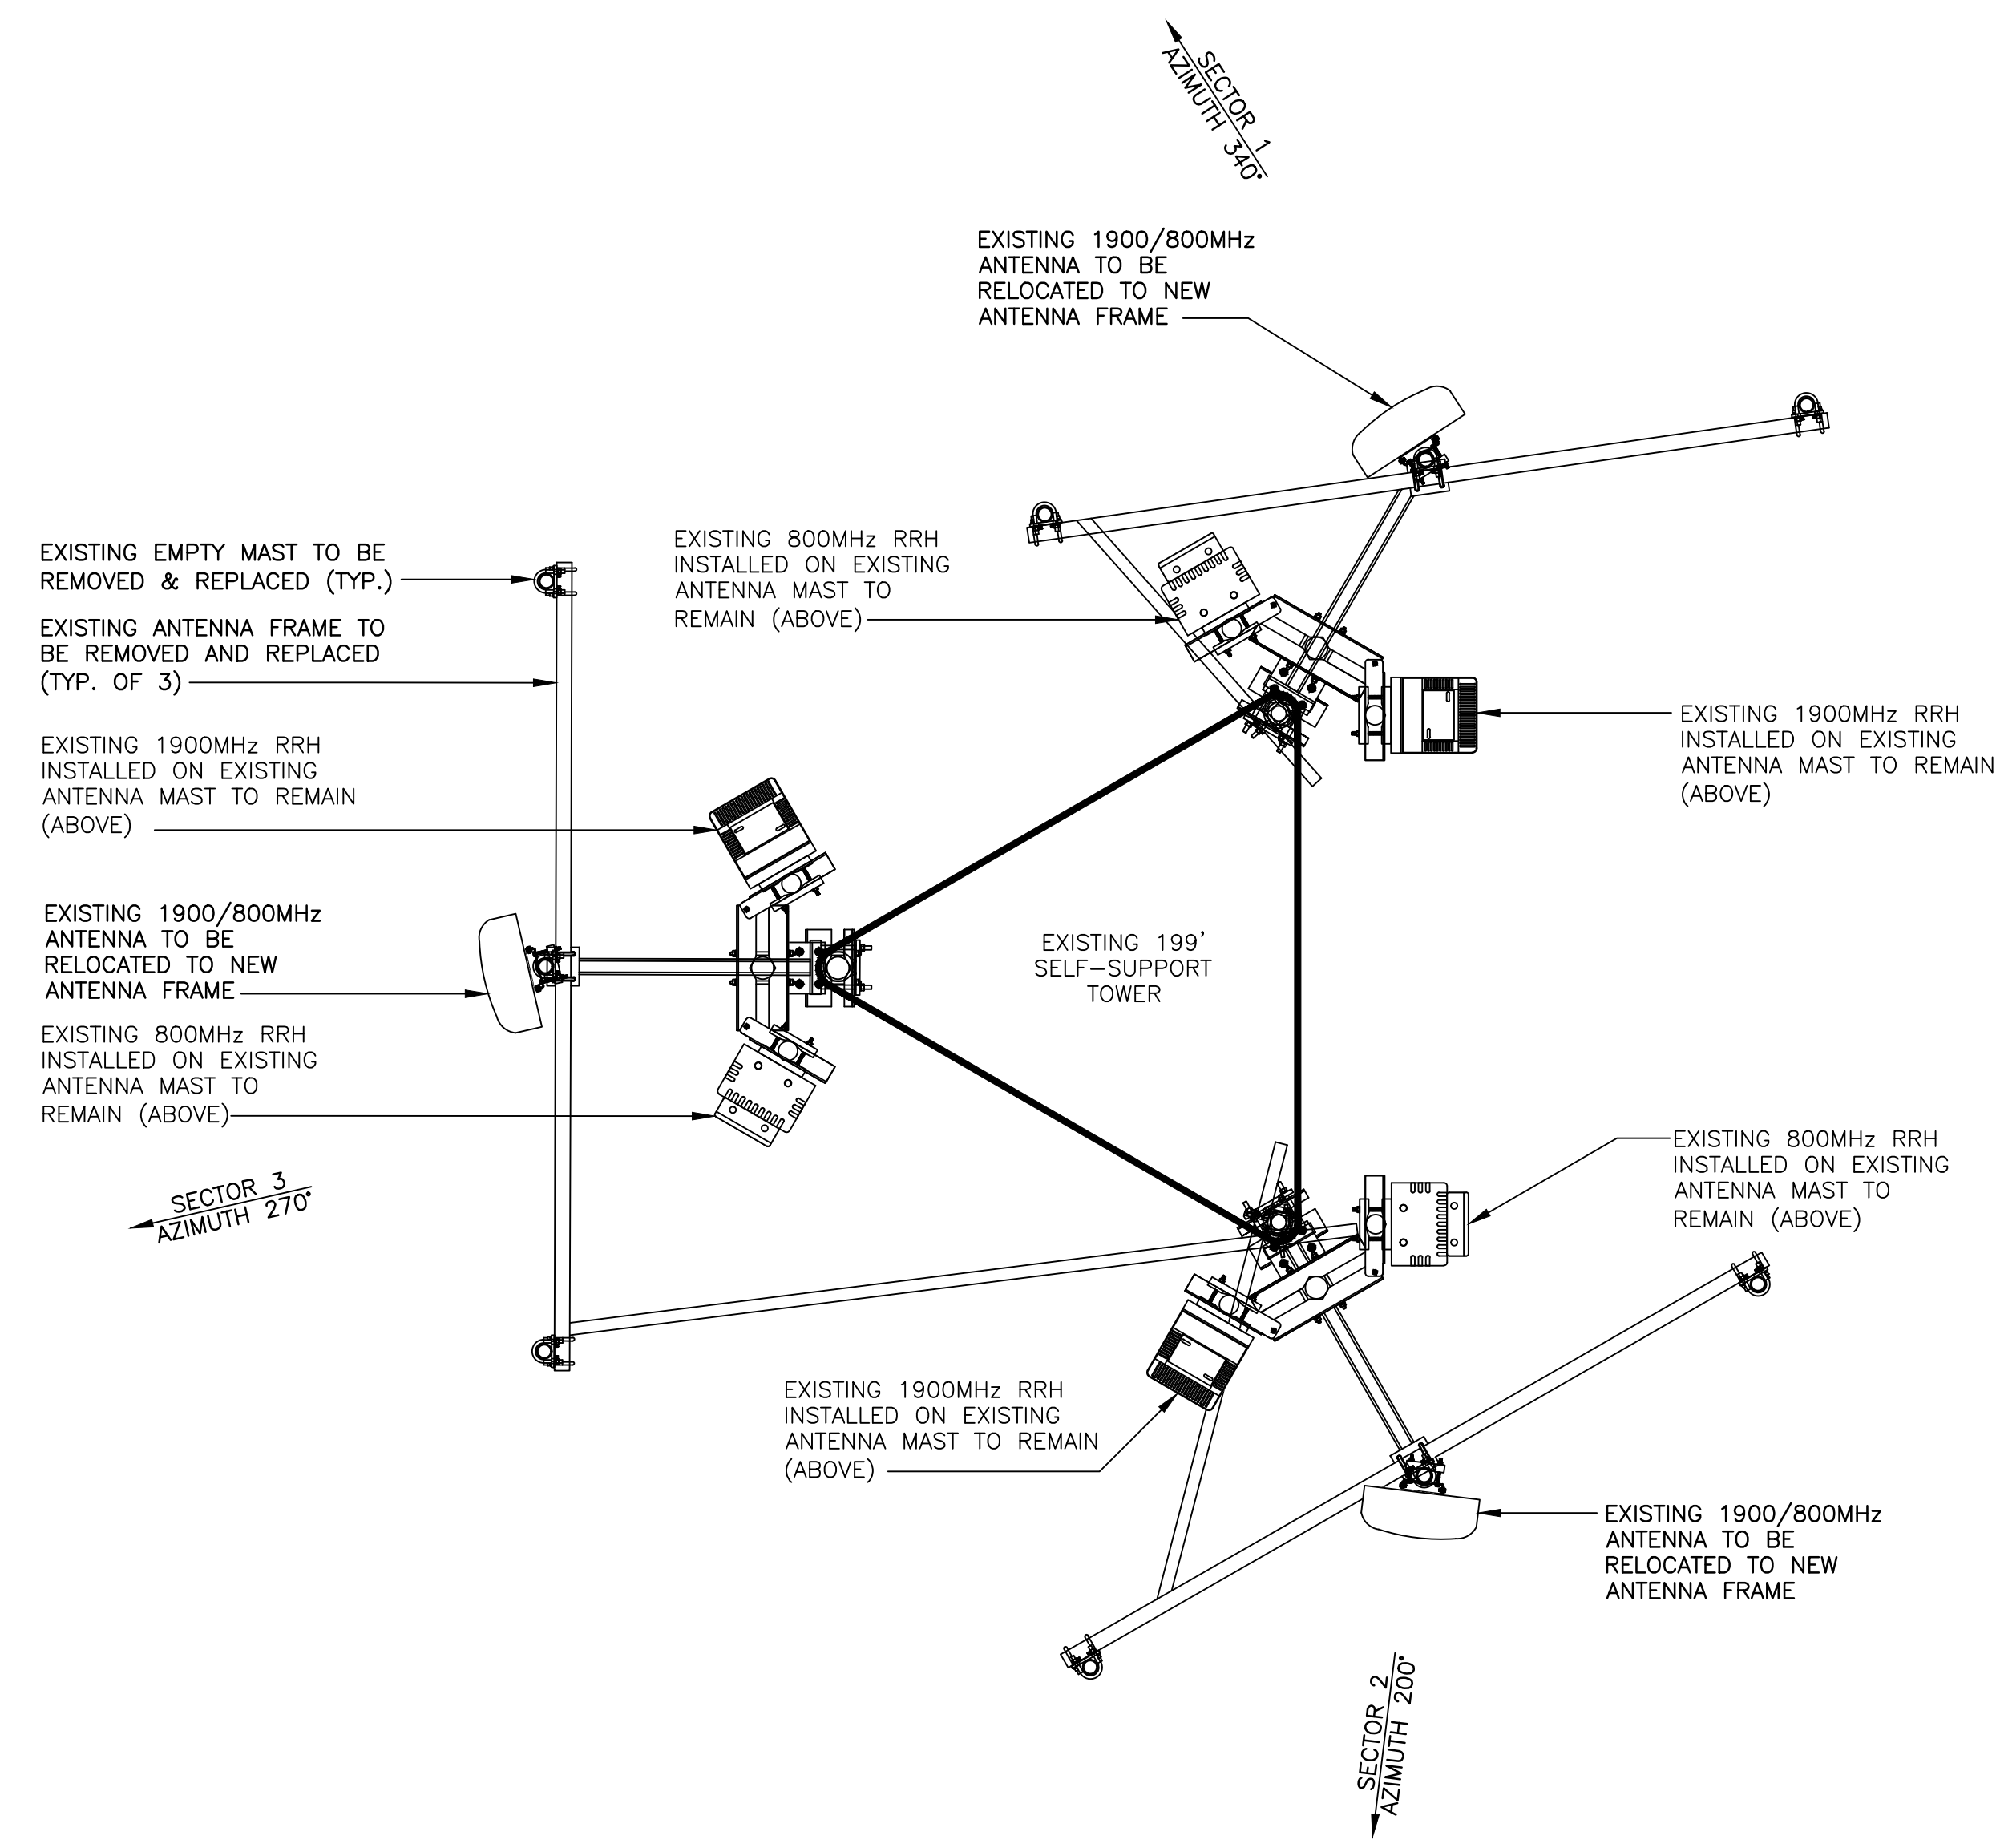 SECTOR 1
AZIMUTH 340°
EXISTING 1900/800MHz
ANTENNA TO BE
RELOCATED TO NEW
ANTENNA FRAME
EXISTING EMPTY MAST TO BE
REMOVED & REPLACED (TYP.)
EXISTING ANTENNA FRAME TO
BE REMOVED AND REPLACED
(TYP. OF 3)
EXISTING 800MHz RRH
INSTALLED ON EXISTING
ANTENNA MAST TO
REMAIN (ABOVE)
EXISTING 1900MHz RRH
INSTALLED ON EXISTING
ANTENNA MAST TO REMAIN
(ABOVE)
EXISTING 1900MHz RRH
INSTALLED ON EXISTING
ANTENNA MAST TO REMAIN
(ABOVE)
EXISTING 1900/800MHz
ANTENNA TO BE
RELOCATED TO NEW
ANTENNA FRAME
EXISTING 199'
SELF-SUPPORT
TOWER
EXISTING 800MHz RRH
INSTALLED ON EXISTING
ANTENNA MAST TO
REMAIN (ABOVE)
SECTOR 3
AZIMUTH 270°
EXISTING 800MHz RRH
INSTALLED ON EXISTING
ANTENNA MAST TO
REMAIN (ABOVE)
EXISTING 1900MHz RRH
INSTALLED ON EXISTING
ANTENNA MAST TO REMAIN
(ABOVE)
EXISTING 1900/800MHz
ANTENNA TO BE
RELOCATED TO NEW
ANTENNA FRAME
SECTOR 2
AZIMUTH 200°